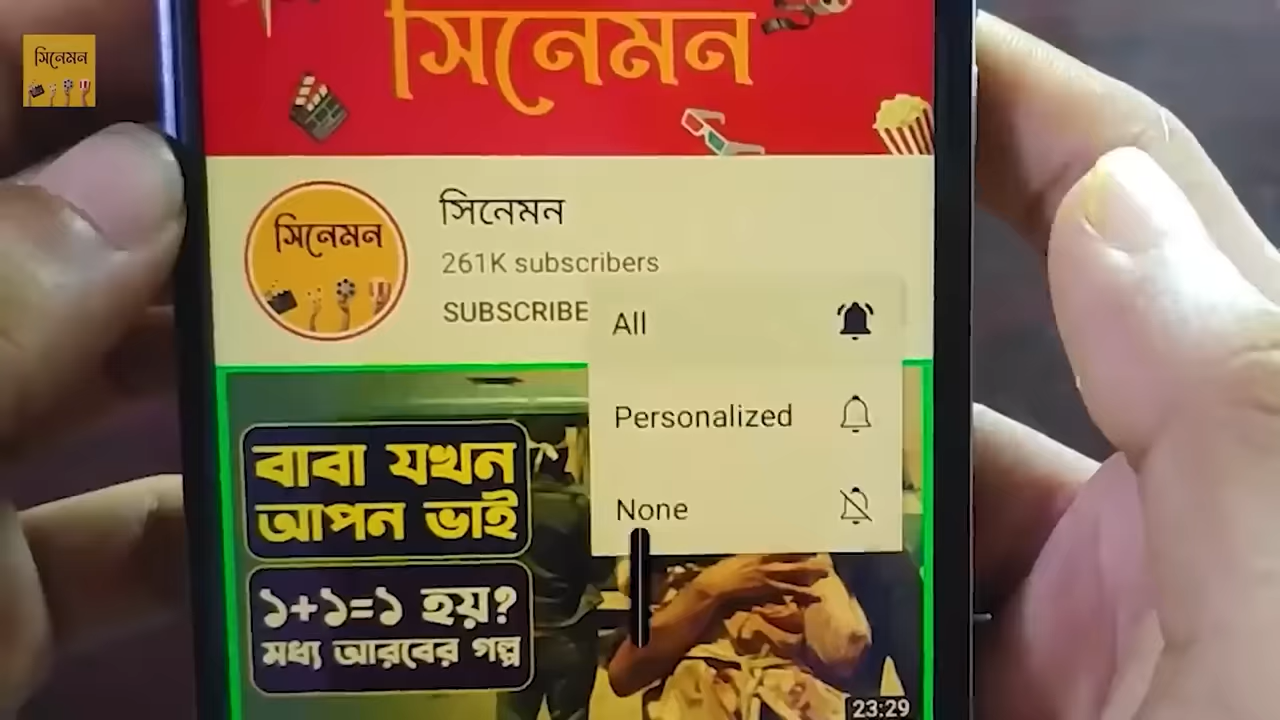 সিনেমন
সিনেমন
সিনেমন
সিনেমন
261K subscribers
SUBSCRIBE
All
Personalized
None
বাবা যখন
আপন ভাই
১+১=১ হয়?
মধ্য আরবের গল্প
23:29